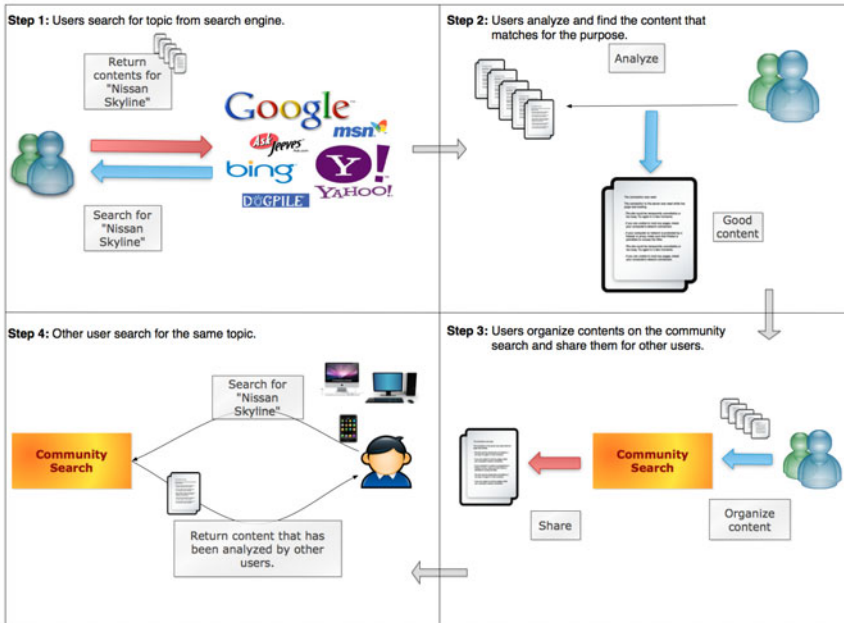 Step 1: Users search for topic from search engine.
Return
contents for
"Nissan
Skyline"
Google
msn
Ask
Jeeves
bing
Y!
YAHOO!
DOGPILE
Search for
"Nissan
Skyline"
Step 2: Users analyze and find the content that
matches for the purpose.
Analyze
Good
content
Step 3: Users organize contents on the community
search and share them for other users.
Community
Search
Share
Organize
content
Step 4: Other user search for the same topic.
Search for
"Nissan
Skyline"
Community
Search
Return content that has
been analyzed by other
users.